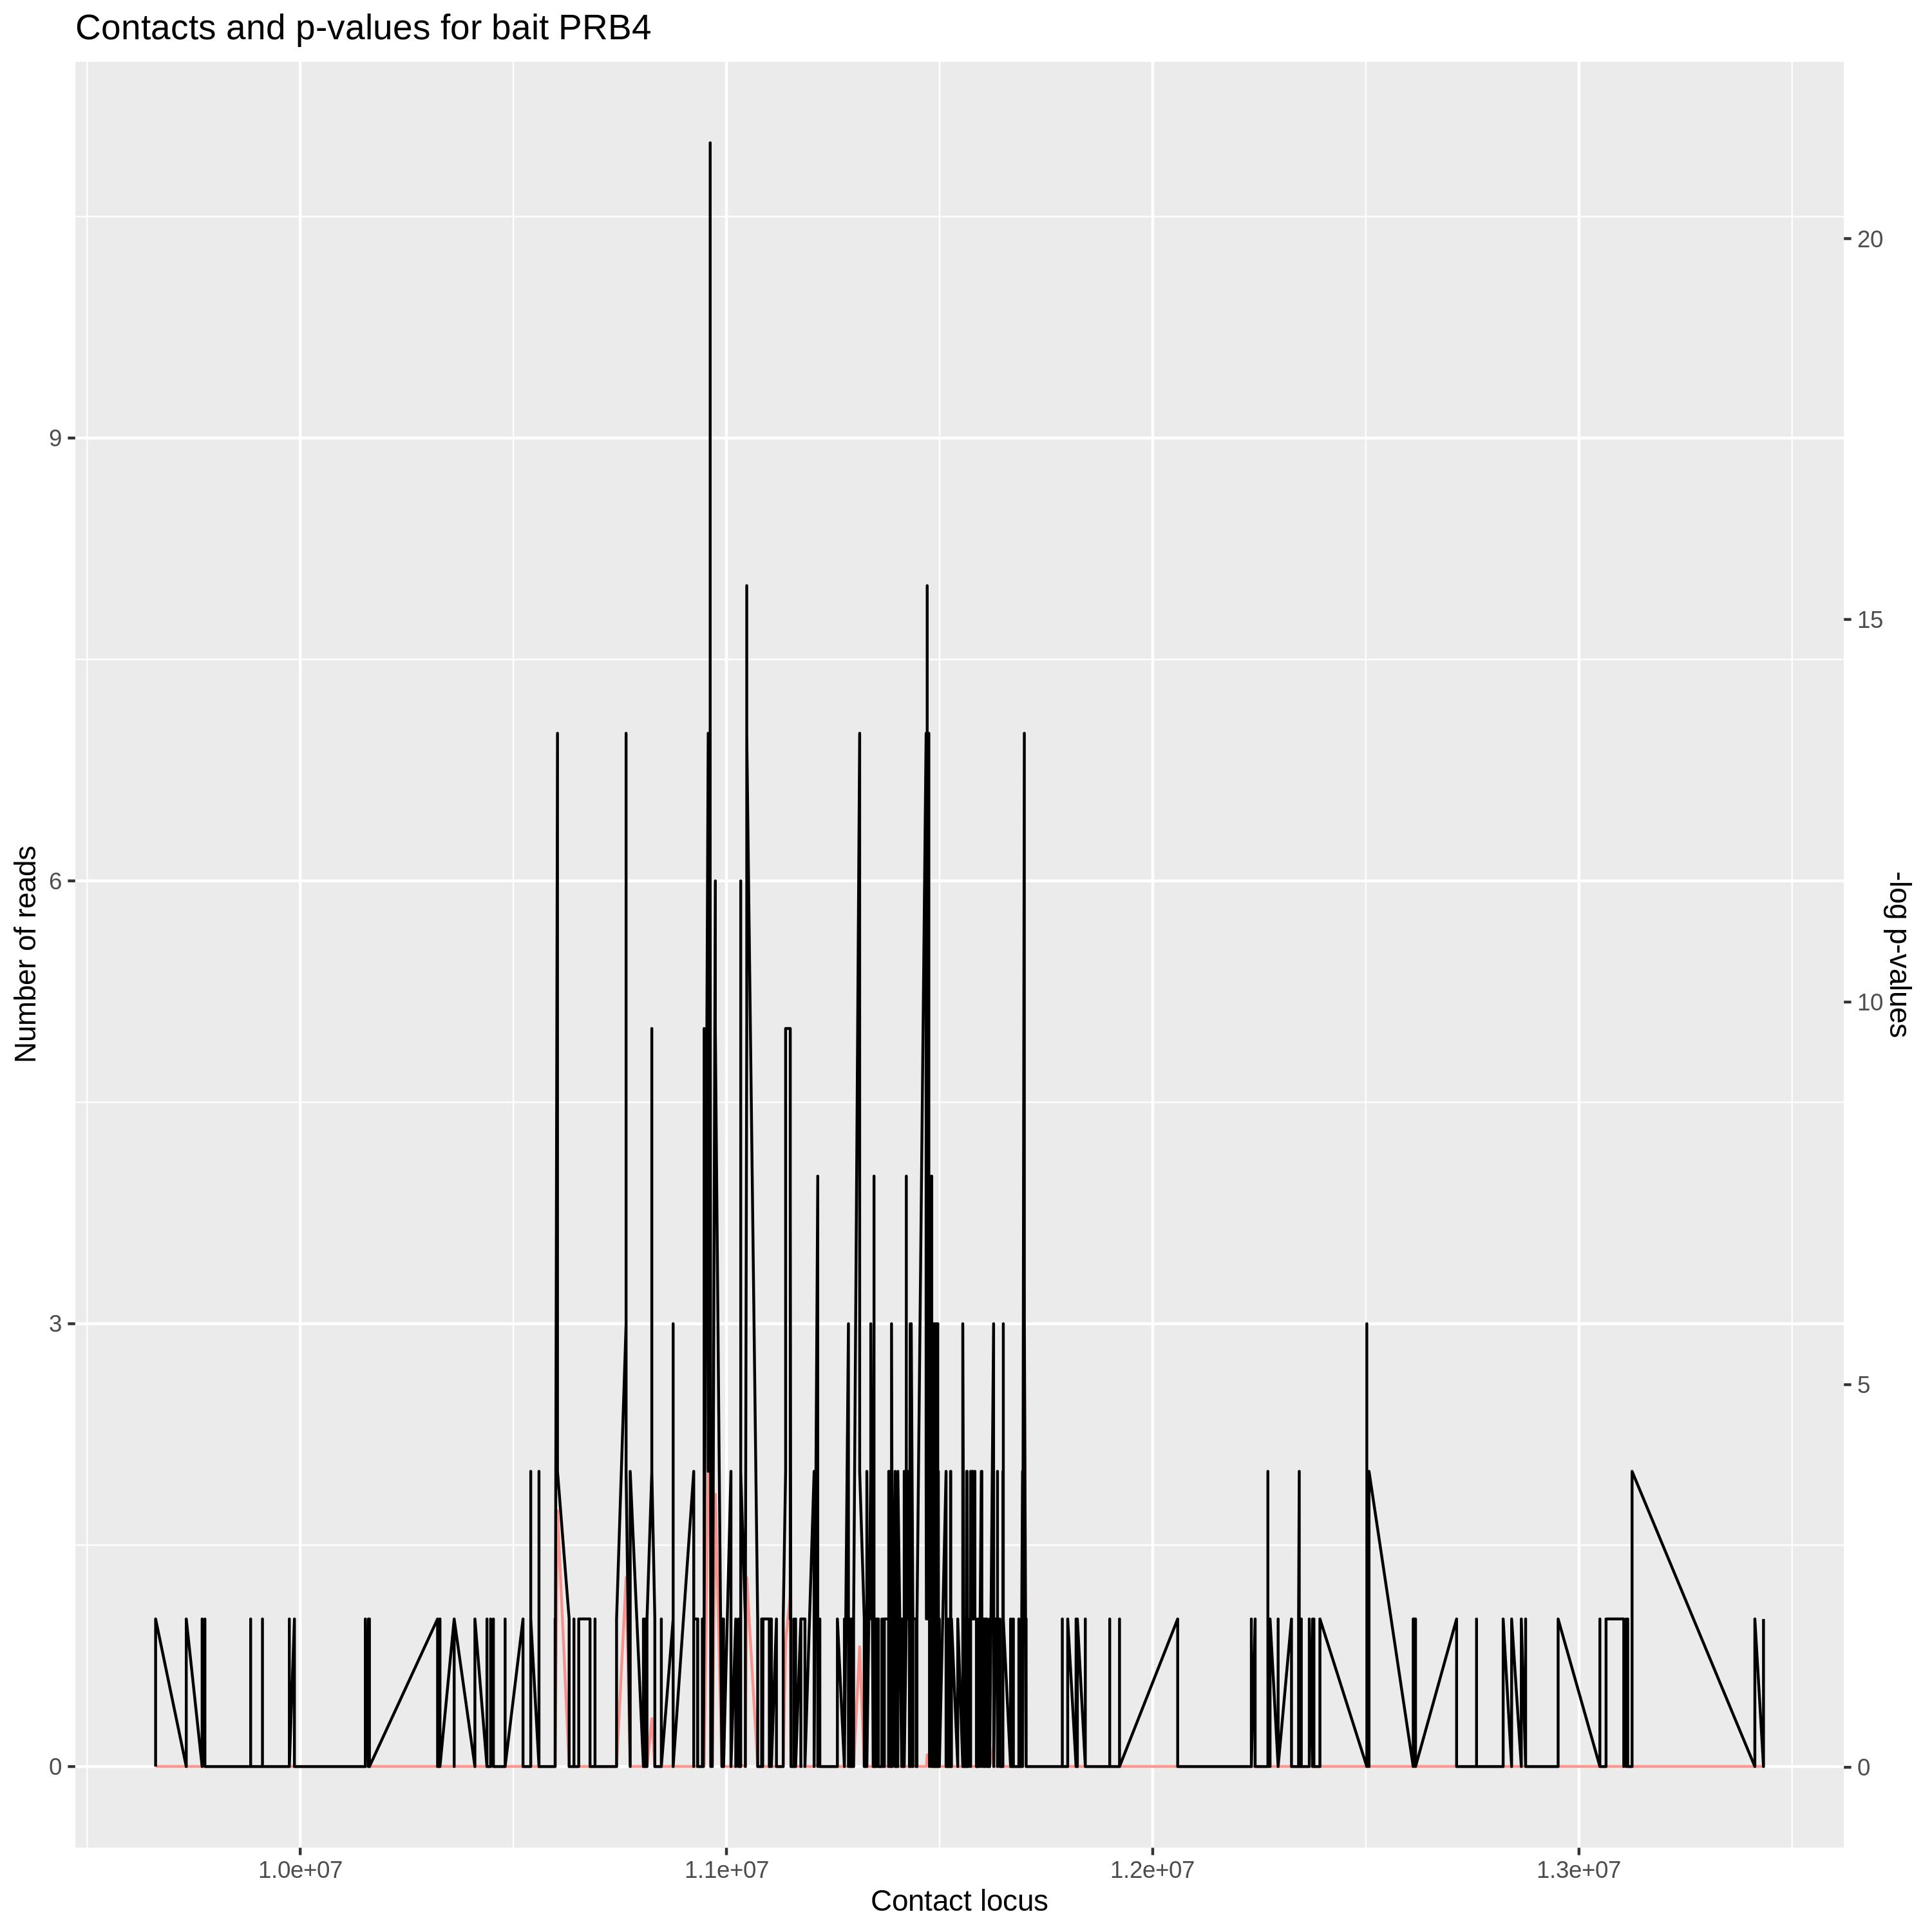 Contacts and p-values for bait PRB4
9
6
3
0
Number of reads
20
15
10
5
0
-log p-values
1.0e+07 1.1e+07 1.2e+07 1.3e+07
Contact locus